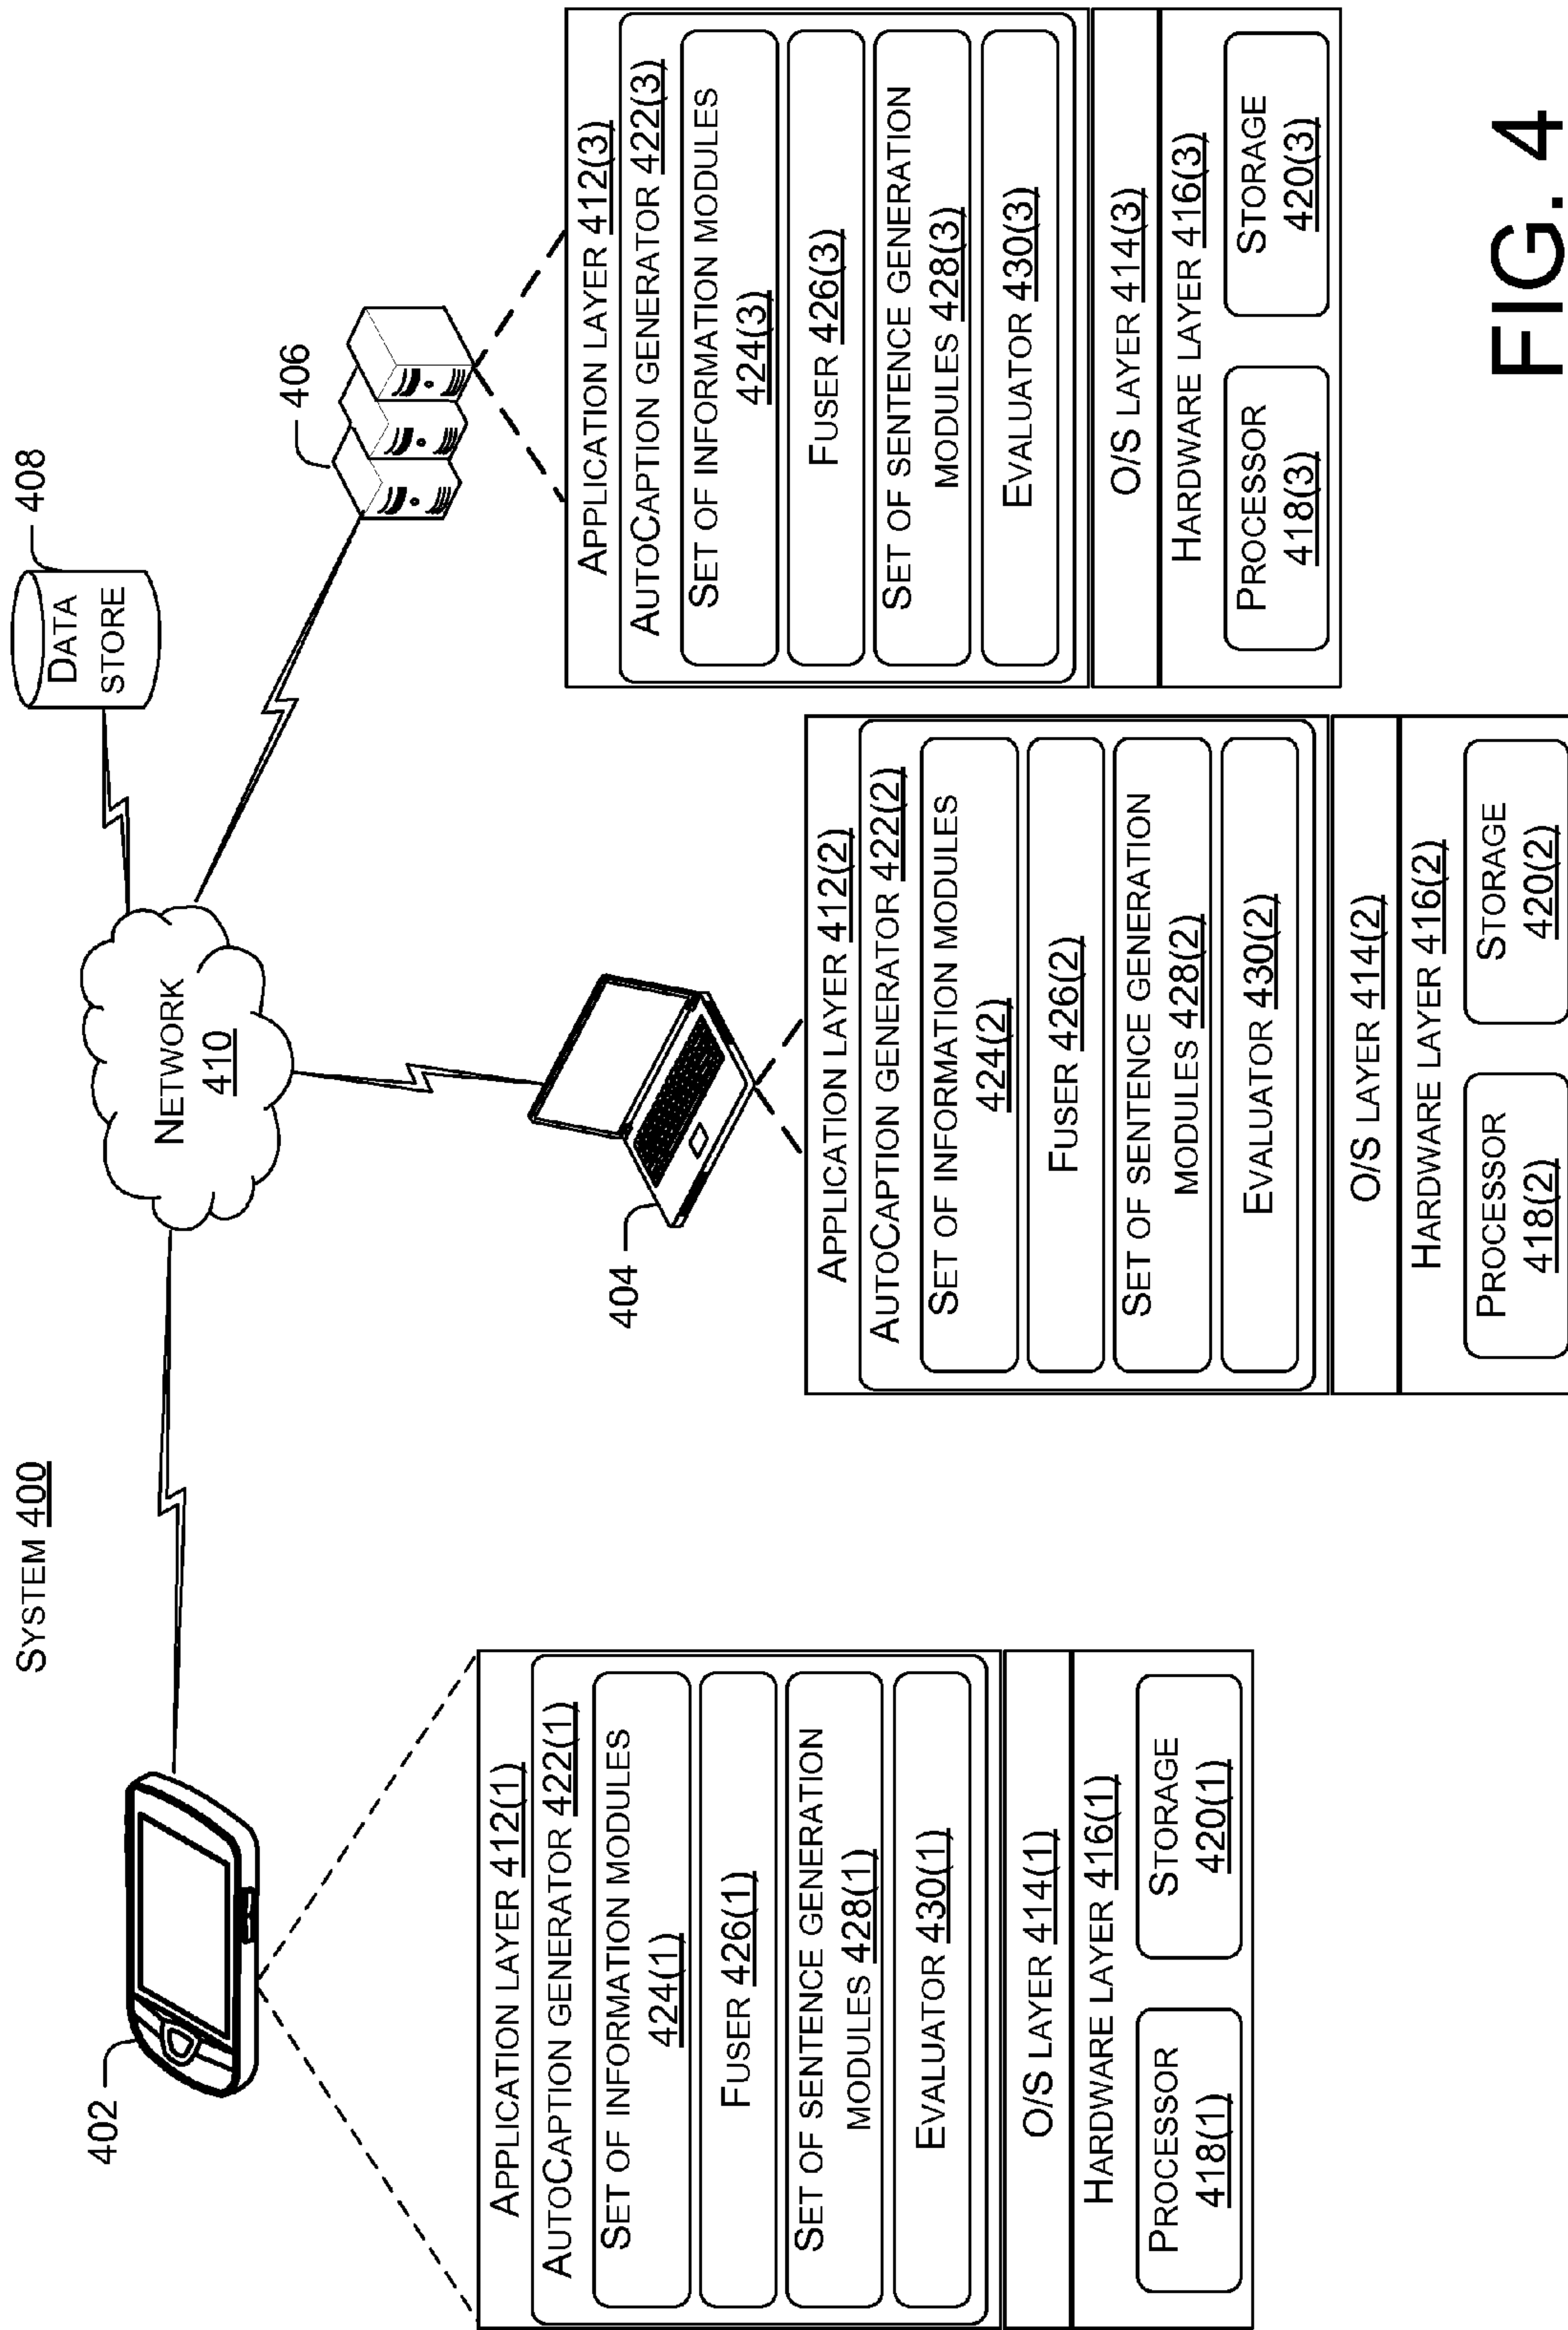 SYSTEM 400
402
NETWORK
410
DATA
STORE
408
406
404
APPLICATION LAYER 412(1)
AUTOCAPTION GENERATOR 422(1)
SET OF INFORMATION MODULES
424(1)
FUSER 426(1)
SET OF SENTENCE GENERATION
MODULES 428(1)
EVALUATOR 430(1)
O/S LAYER 414(1)
HARDWARE LAYER 416(1)
PROCESSOR
418(1)
STORAGE
420(1)
APPLICATION LAYER 412(2)
AUTOCAPTION GENERATOR 422(2)
SET OF INFORMATION MODULES
424(2)
FUSER 426(2)
SET OF SENTENCE GENERATION
MODULES 428(2)
EVALUATOR 430(2)
O/S LAYER 414(2)
HARDWARE LAYER 416(2)
PROCESSOR
418(2)
STORAGE
420(2)
APPLICATION LAYER 412(3)
AUTOCAPTION GENERATOR 422(3)
SET OF INFORMATION MODULES
424(3)
FUSER 426(3)
SET OF SENTENCE GENERATION
MODULES 428(3)
EVALUATOR 430(3)
O/S LAYER 414(3)
HARDWARE LAYER 416(3)
PROCESSOR
418(3)
STORAGE
420(3)
FIG. 4